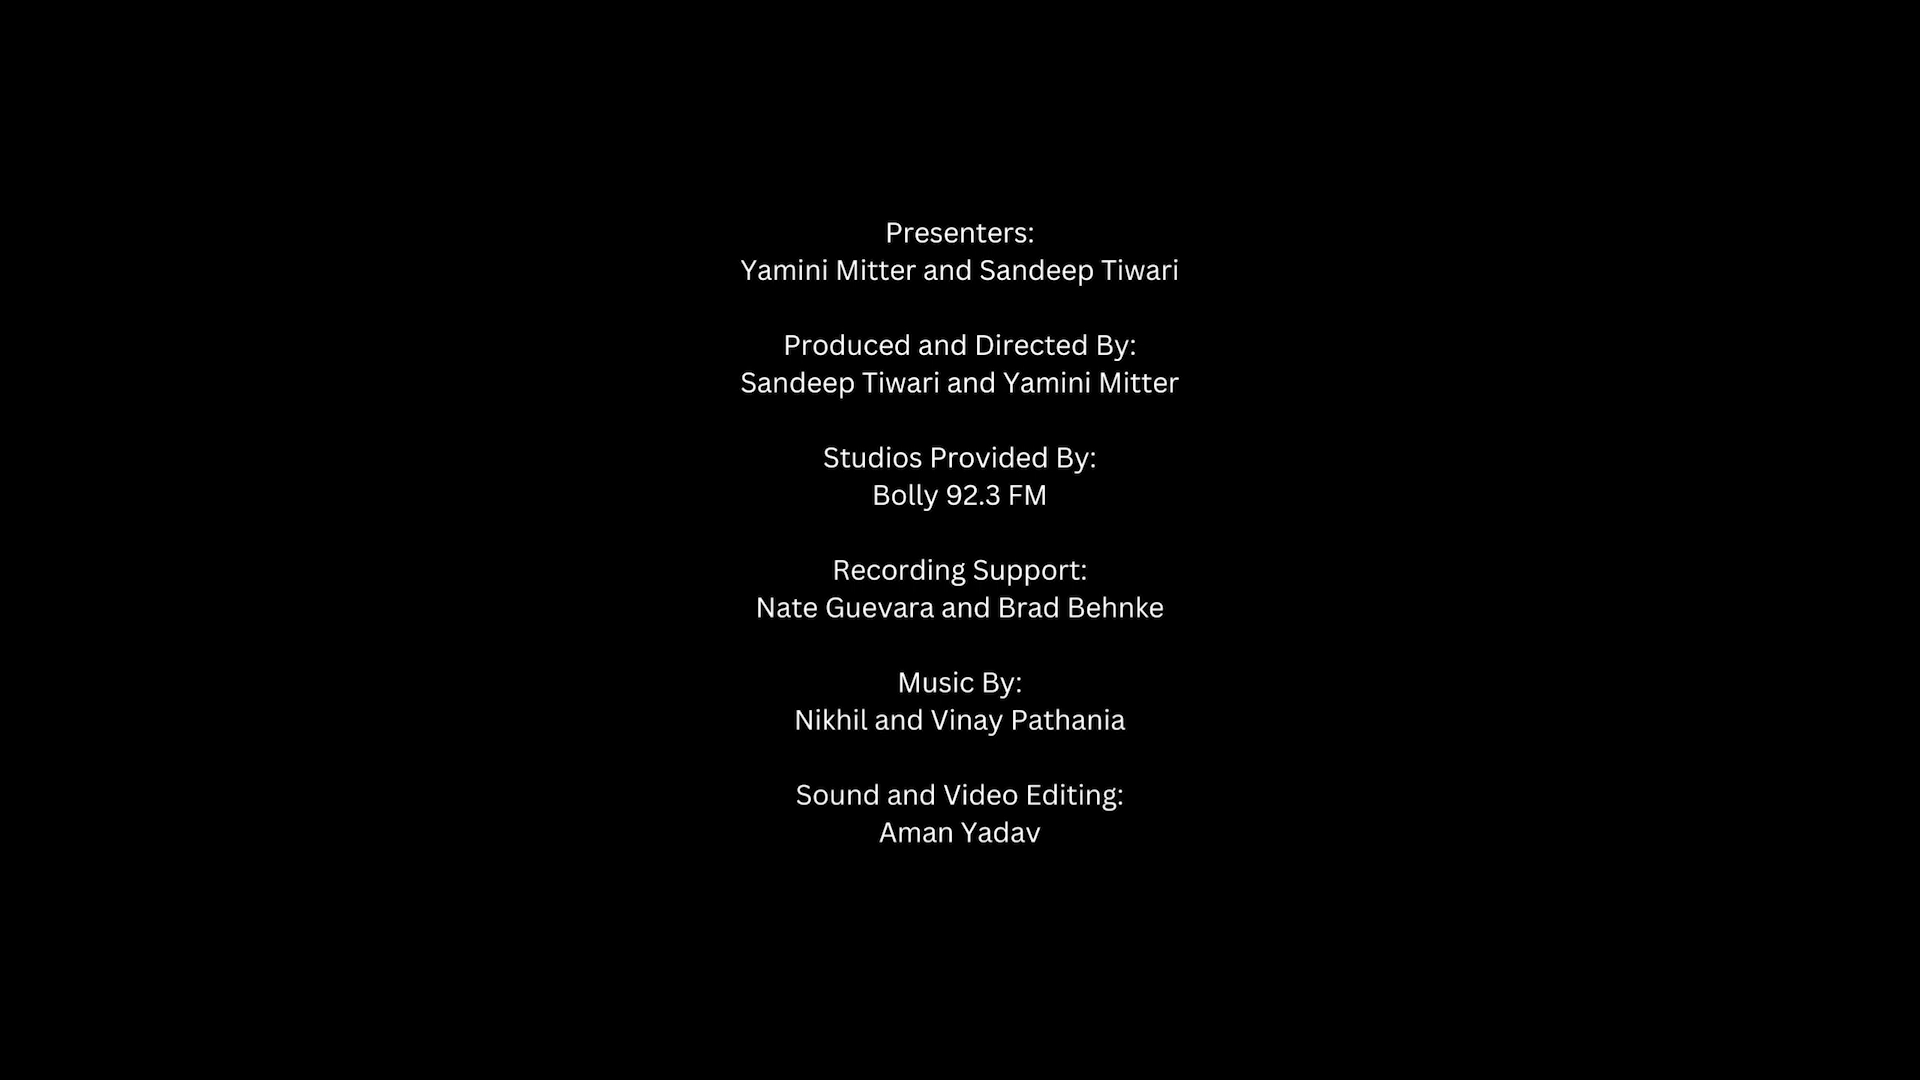 Presenters:
Yamini Mitter and Sandeep Tiwari
Produced and Directed By:
Sandeep Tiwari and Yamini Mitter
Studios Provided By:
Bolly 92.3 FM
Recording Support:
Nate Guevara and Brad Behnke
Music By:
Nikhil and Vinay Pathania
Sound and Video Editing:
Aman Yadav